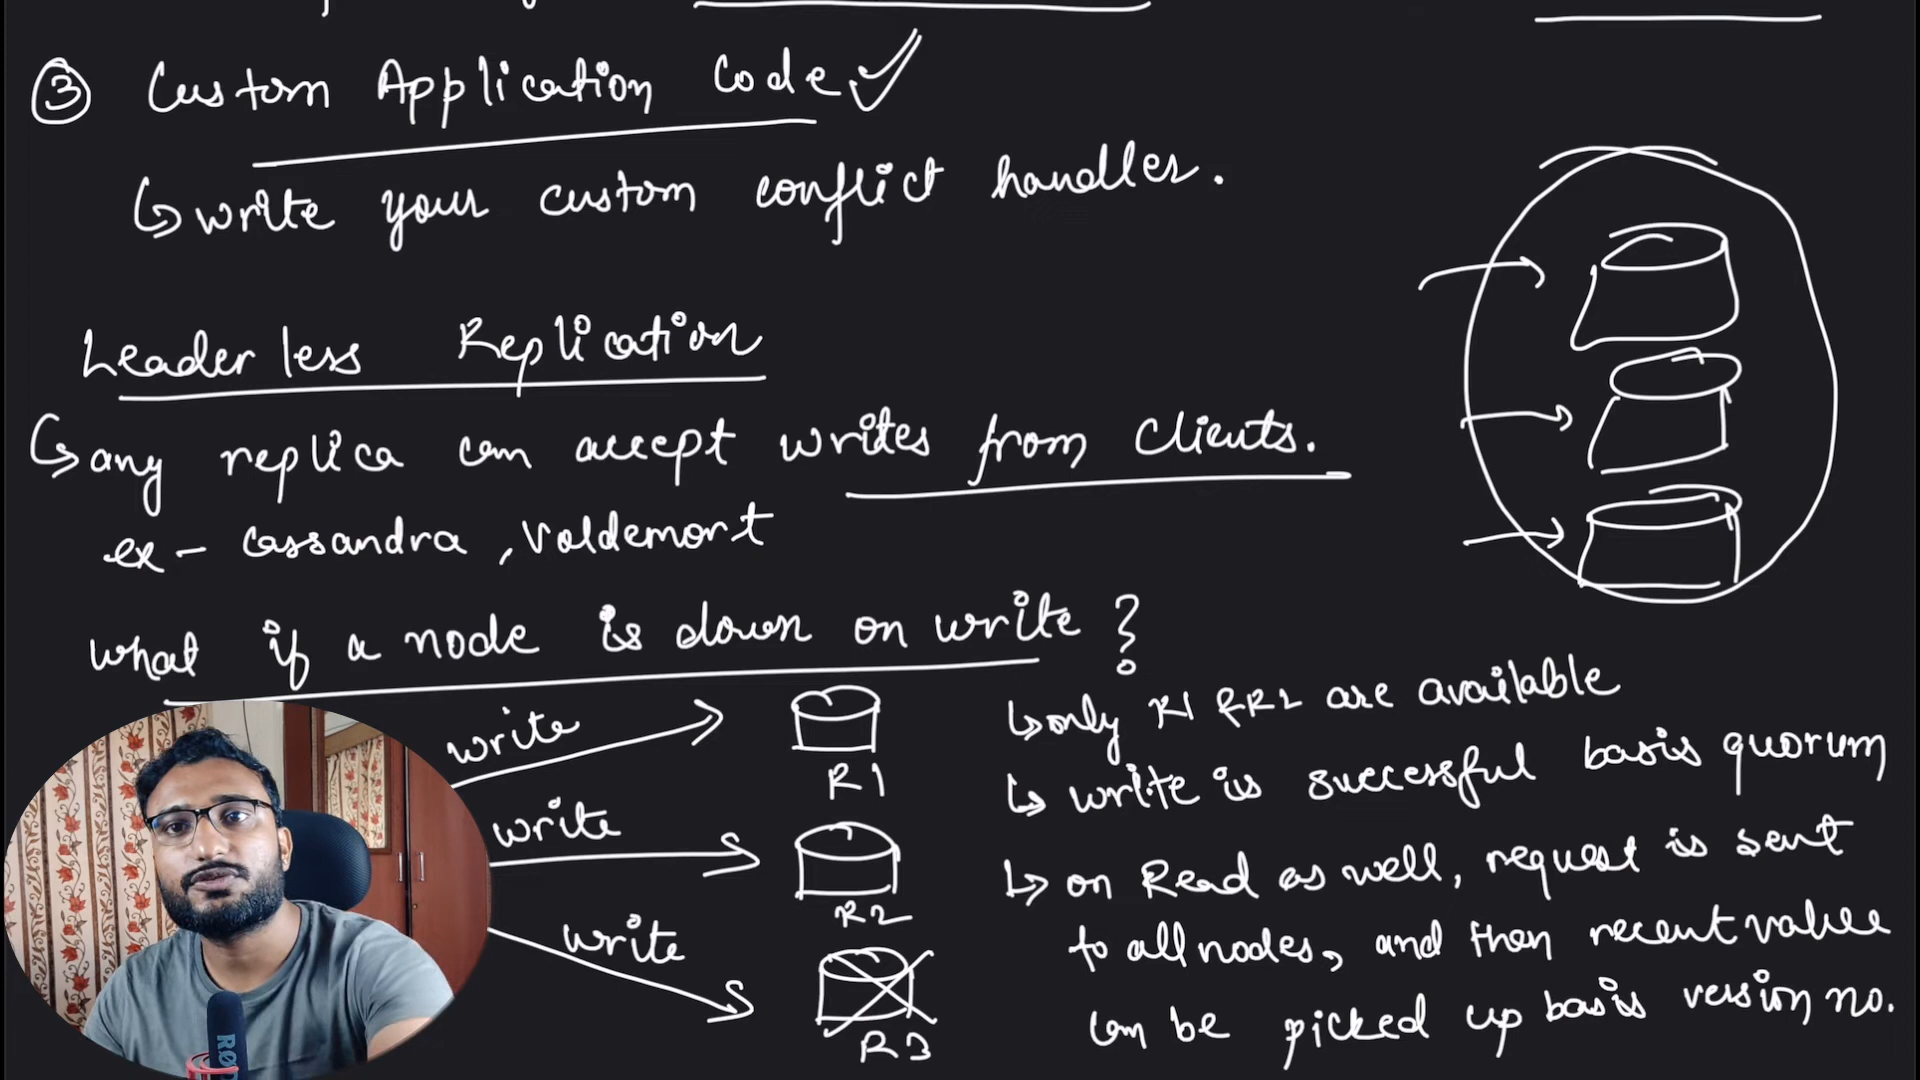 ③ Custom Application Code
↳ write your custom conflict handler.
Leader less Replication
↳ any replica can accept writes from clients.
ex - Cassandra, Voldemort
What if a node is down on write?
write
R1
write
R2
write
R3
↳ only R1 & R2 are available
↳ write is successful basis quorum
↳ on Read as well, request is sent
to all nodes, and then recent value
can be picked up basis version no.
RØD